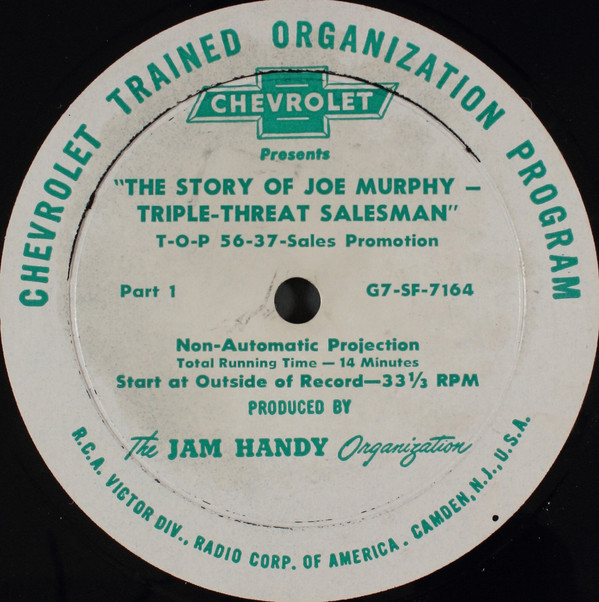 CHEVROLET TRAINED ORGANIZATION PROGRAM
CHEVROLET
Presents
"THE STORY OF JOE MURPHY –
TRIPLE-THREAT SALESMAN"
T-O-P 56-37-Sales Promotion
Part 1
G7-SF-7164
Non-Automatic Projection
Total Running Time — 14 Minutes
Start at Outside of Record—33 1/3 RPM
PRODUCED BY
The JAM HANDY Organization
R.C.A. VICTOR DIV., RADIO CORP. OF AMERICA. CAMDEN, N.J., U.S.A.